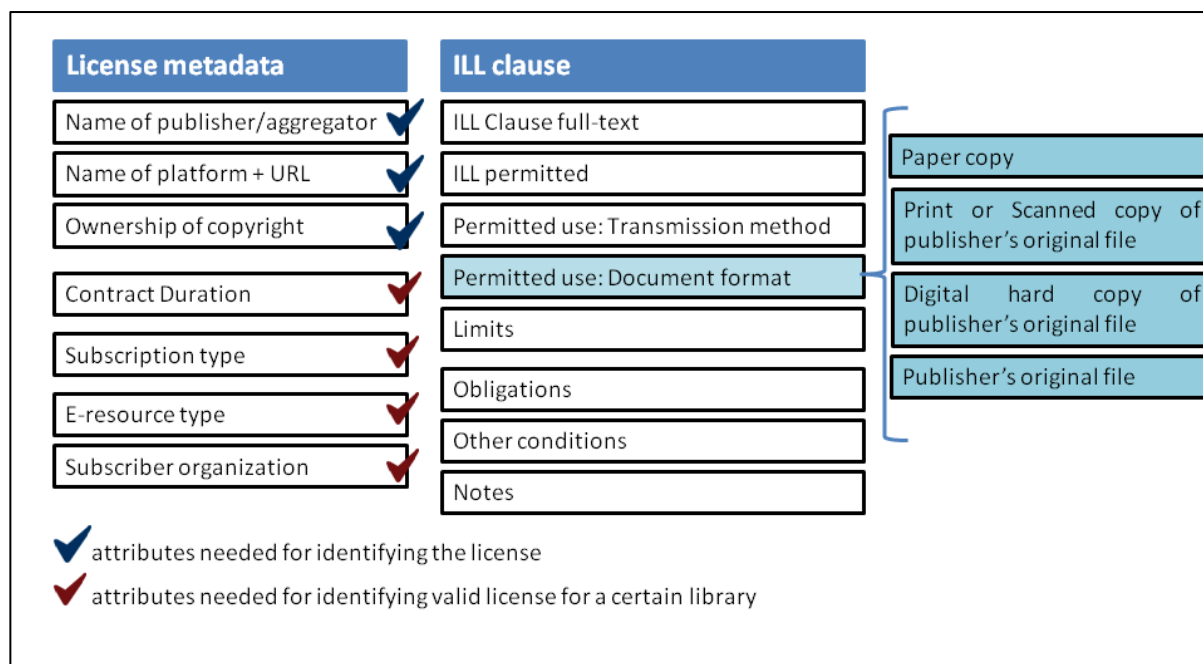 License metadata
Name of publisher/aggregator
Name of platform + URL
Ownership of copyright
Contract Duration
Subscription type
E-resource type
Subscriber organization
ILL clause
ILL Clause full-text
ILL permitted
Permitted use: Transmission method
Permitted use: Document format
Limits
Obligations
Other conditions
Notes
Paper copy
Print or Scanned copy of
publisher’s original file
Digital hard copy of
publisher’s original file
Publisher’s original file
attributes needed for identifying the license
attributes needed for identifying valid license for a certain library